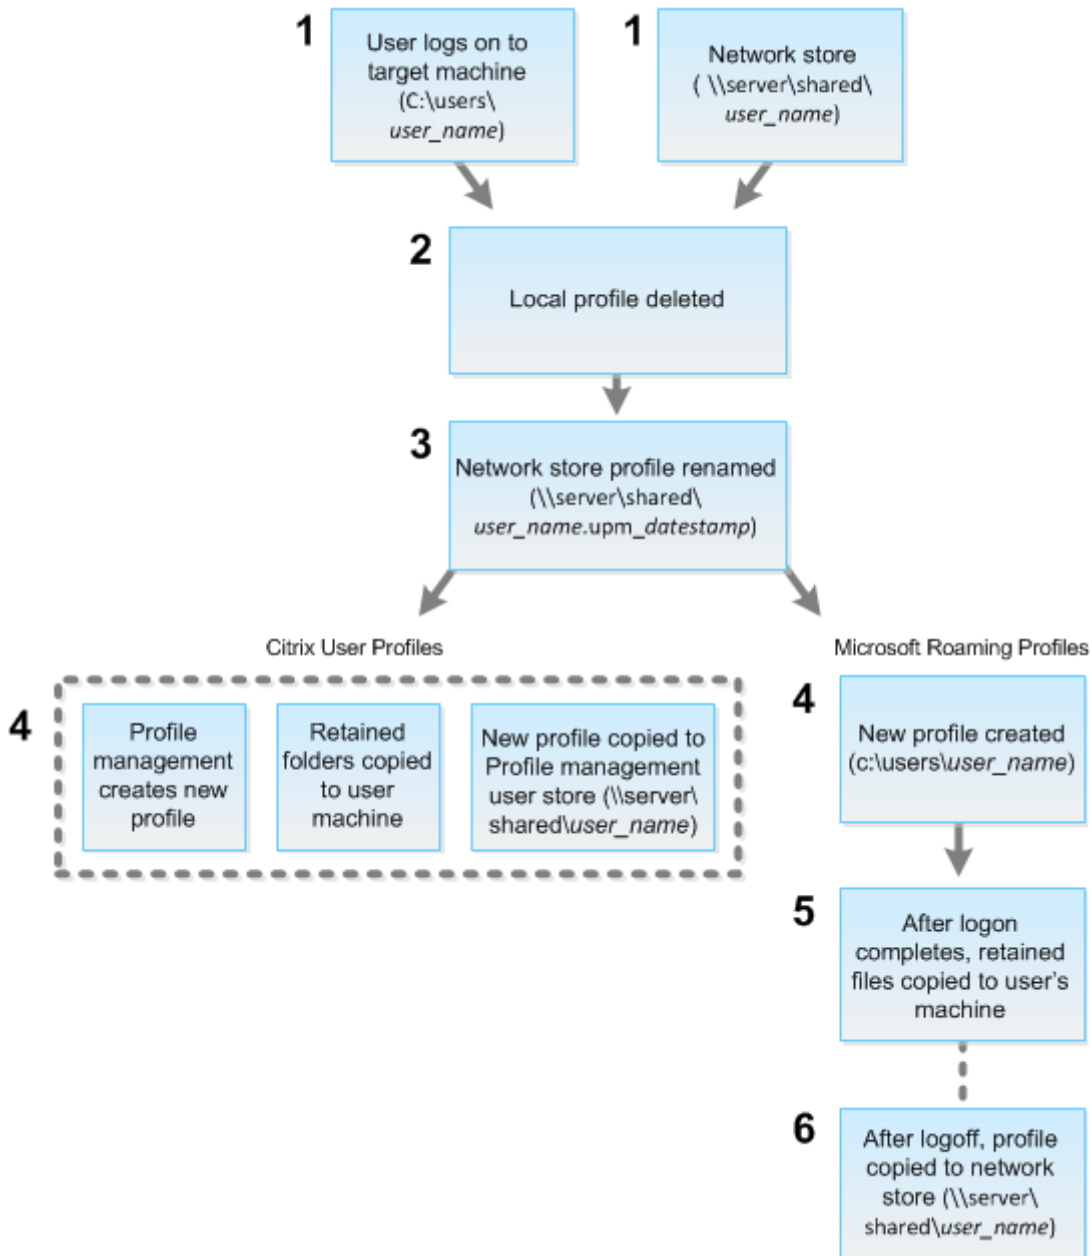 1
User logs on to
target machine
(C:\users\
user_name)
1
Network store
( \\server\shared\
user_name)
2
Local profile deleted
3
Network store profile renamed
(\\server\shared\
user_name.upm_datestamp)
Citrix User Profiles
4
Profile
management
creates new
profile
Retained
folders copied
to user
machine
New profile copied to
Profile management
user store (\\server\
shared\user_name)
Microsoft Roaming Profiles
4
New profile created
(c:\users\user_name)
5
After logon
completes, retained
files copied to user's
machine
6
After logoff, profile
copied to network
store (\\server\
shared\user_name)